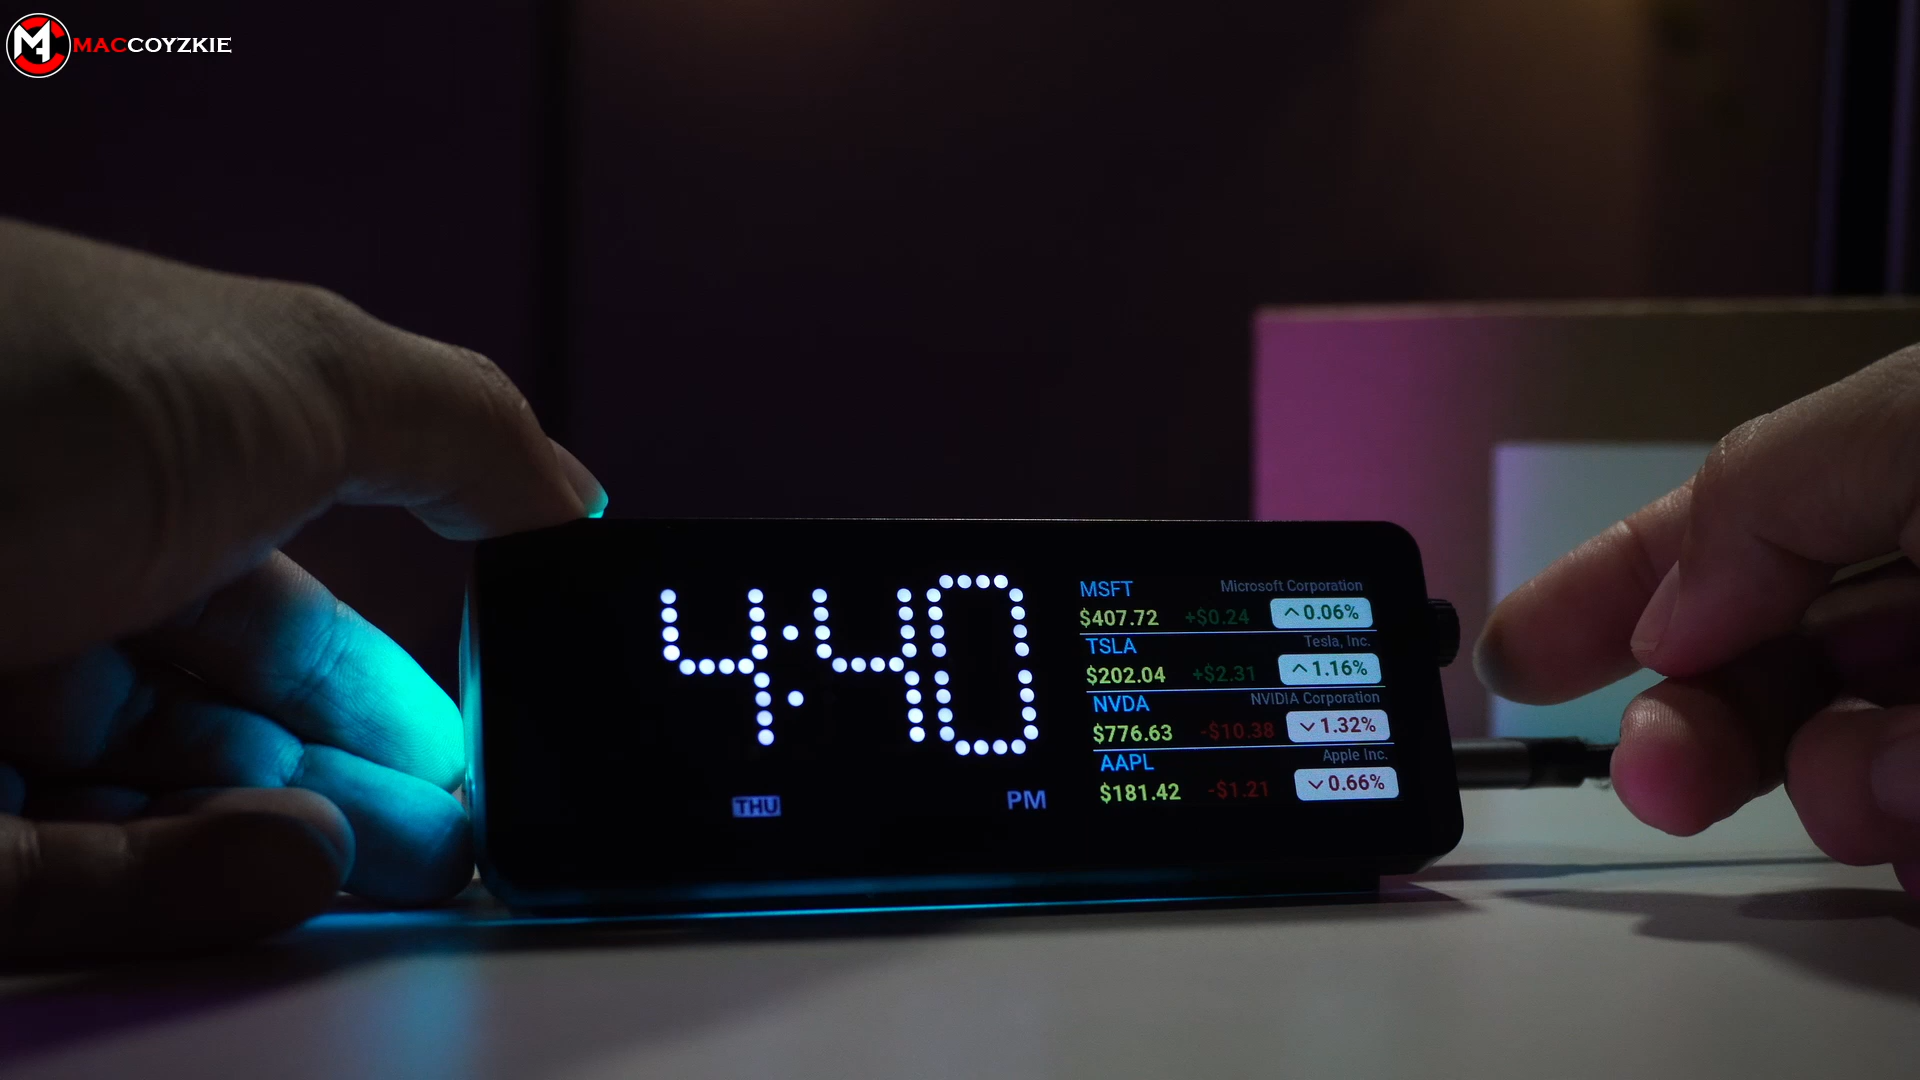 MACCOYZKIE
4:40
THU
PM
MSFT Microsoft Corporation
$407.72 +$0.24 0.06%
TSLA Tesla, Inc.
$202.04 +$2.31 1.16%
NVDA NVIDIA Corporation
$776.63 -$10.38 1.32%
AAPL Apple Inc.
$181.42 -$1.21 0.66%